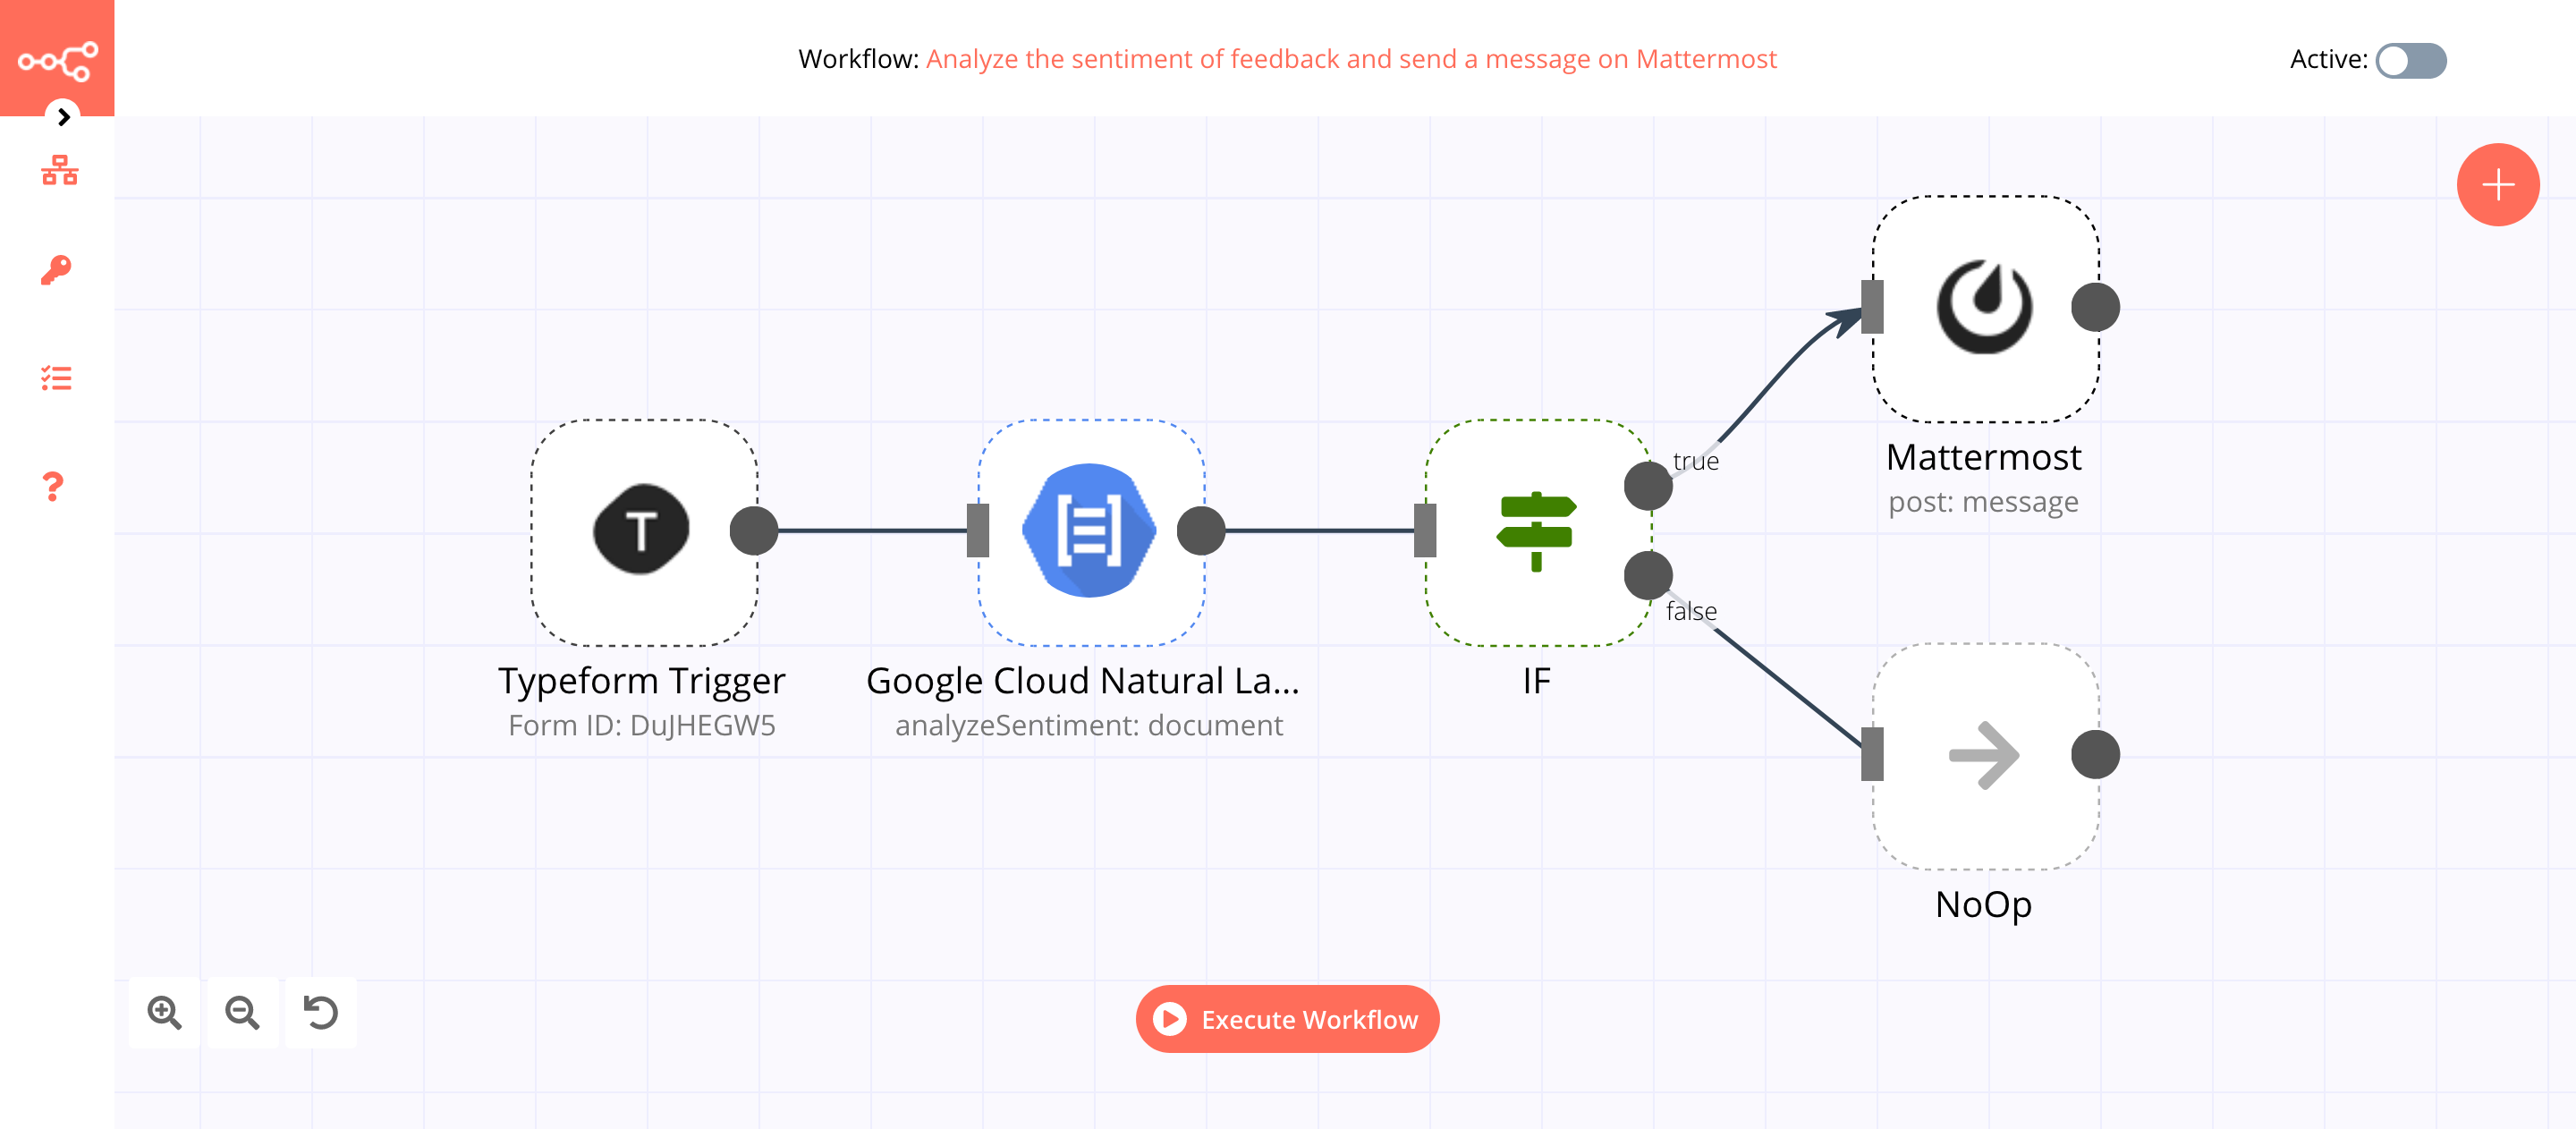 Workflow: Analyze the sentiment of feedback and send a message on Mattermost
Active:
true
Mattermost
post: message
T
false
Typeform Trigger
Form ID: DuJHEGW5
Google Cloud Natural La...
analyzeSentiment: document
IF
NoOp
Execute Workflow